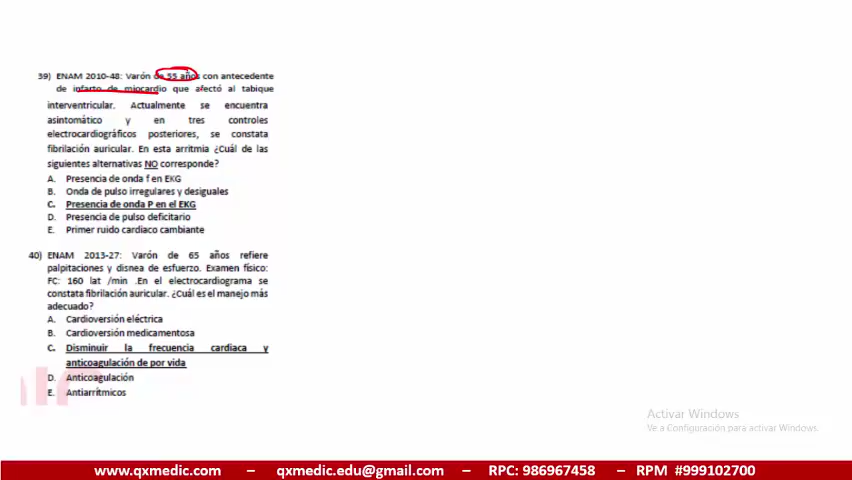 39) ENAM 2010-48: Varón de 55 años con antecedente
de infarto de miocardio que afectó al tabique
interventricular. Actualmente se encuentra
asintomático y en tres controles
electrocardiográficos posteriores, se constata
fibrilación auricular. En esta arritmia ¿Cuál de las
siguientes alternativas NO corresponde?
A. Presencia de onda f en EKG
B. Onda de pulso irregulares y desiguales
C. Presencia de onda P en el EKG
D. Presencia de pulso deficitario
E. Primer ruido cardíaco cambiante
40) ENAM 2013-27: Varón de 65 años refiere
palpitaciones y disnea de esfuerzo. Examen físico:
FC: 160 lat /min .En el electrocardiograma se
constata fibrilación auricular. ¿Cuál es el manejo más
adecuado?
A. Cardioversión eléctrica
B. Cardioversión medicamentosa
C. Disminuir la frecuencia cardiaca y
anticoagulación de por vida
D. Anticoagulación
E. Antiarrítmicos
Activar Windows
Ve a Configuración para activar Windows.
www.qxmedic.com – qxmedic.edu@gmail.com – RPC: 986967458 – RPM #999102700